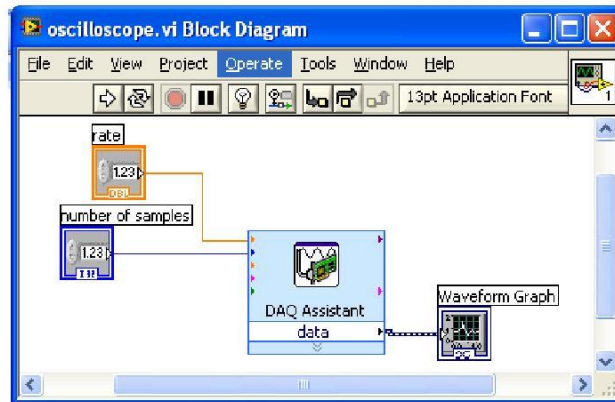 oscilloscope.vi Block Diagram
File Edit View Project Operate Tools Window Help
13pt Application Font
1
rate
1.23
DBL
number of samples
1.23
I32
DAQ Assistant
data
Waveform Graph